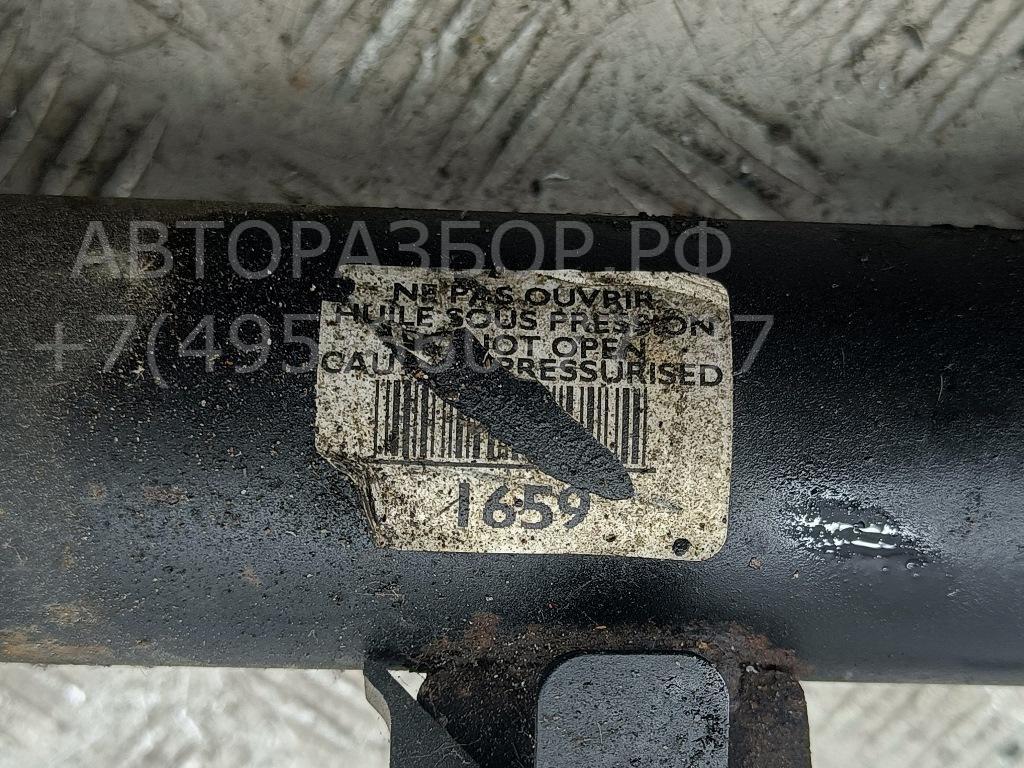 АВТОРАЗБОР.РФ
NE PAS OUVRIR
HUILE SOUS PRESSION
NOT OPEN
PRESSURISED
1659